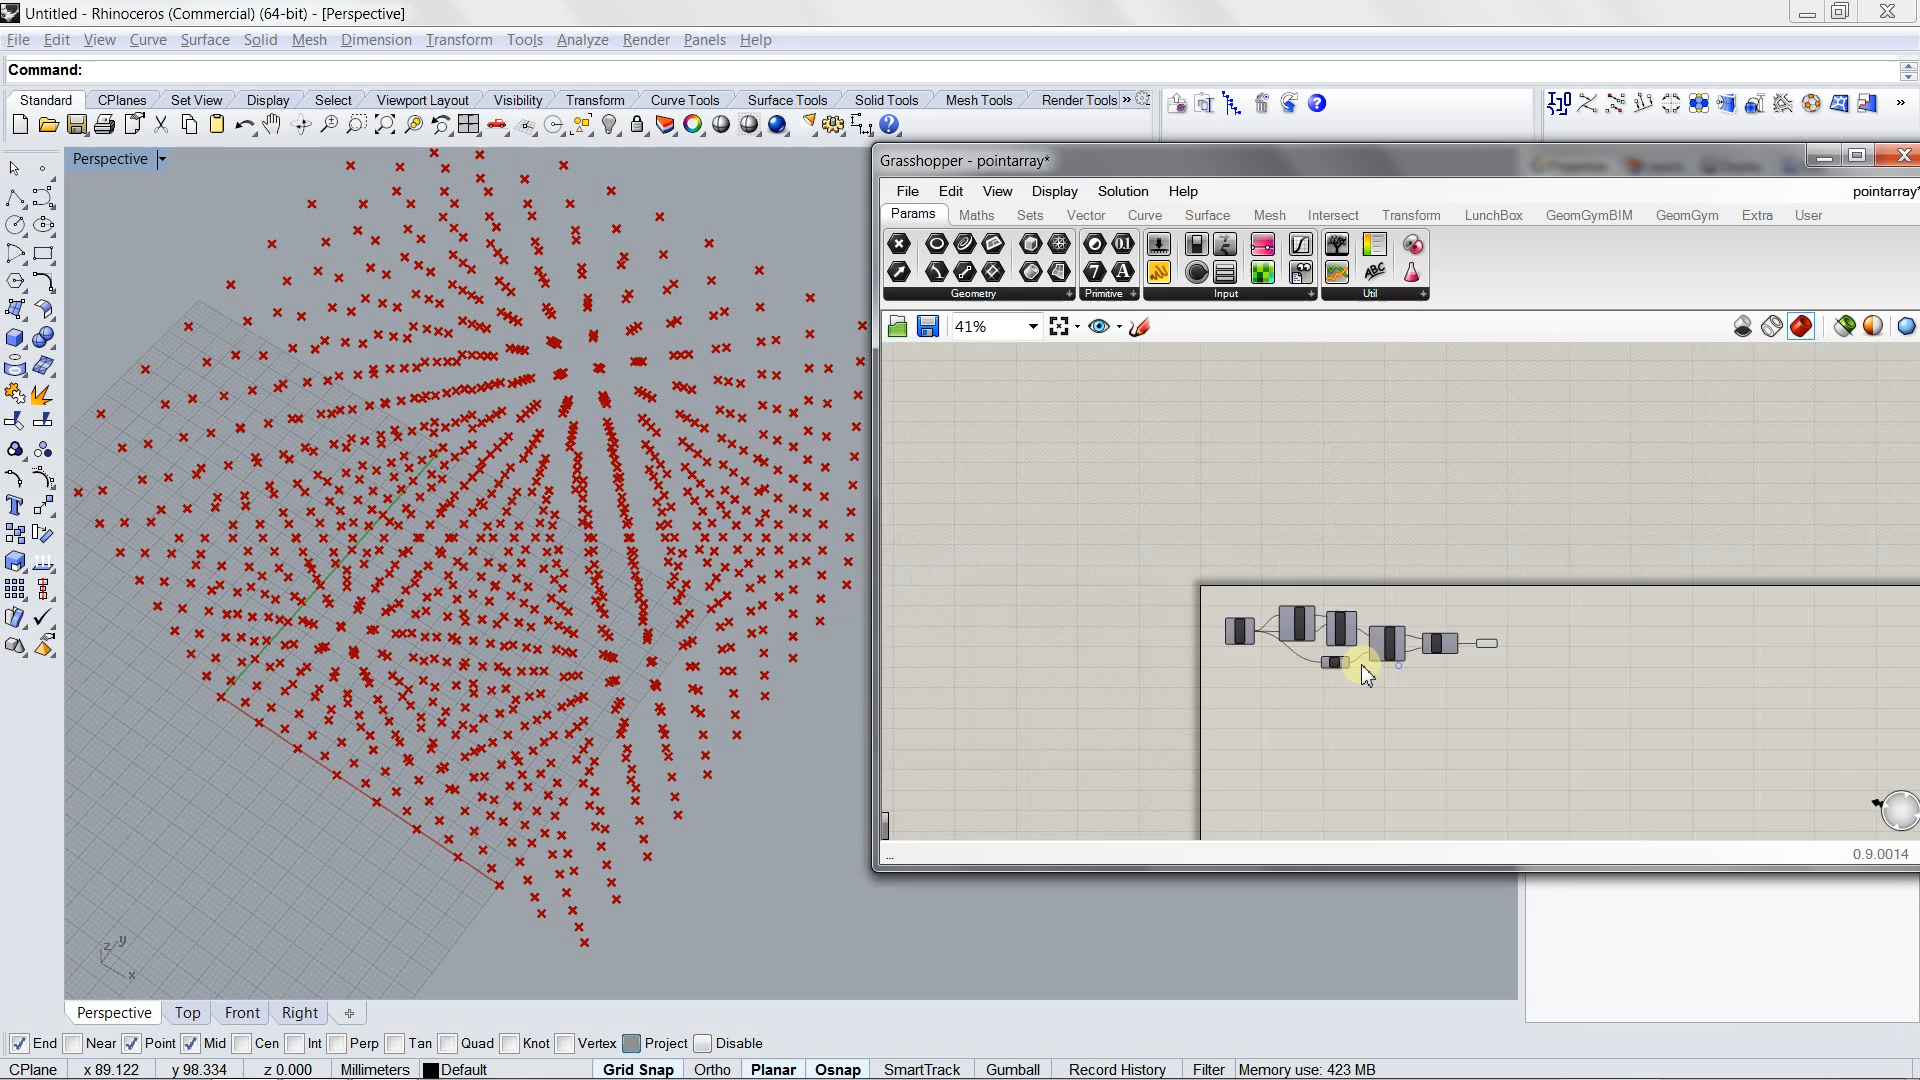 Untitled - Rhinoceros (Commercial) (64-bit) - [Perspective]
File Edit View Curve Surface Solid Mesh Dimension Transform Tools Analyze Render Panels Help
Command:
Standard CPlanes Set View Display Select Viewport Layout Visibility Transform Curve Tools Surface Tools Solid Tools Mesh Tools Render Tools
Perspective
Grasshopper - pointarray*
File Edit View Display Solution Help pointarray*
Params Maths Sets Vector Curve Surface Mesh Intersect Transform LunchBox GeomGymBIM GeomGym Extra User
Geometry Primitive Input Util
41%
...
0.9.0014
z y
x
Perspective Top Front Right
End Near Point Mid Cen Int Perp Tan Quad Knot Vertex Project Disable
CPlane x 89.122 y 98.334 z 0.000 Millimeters Default Grid Snap Ortho Planar Osnap SmartTrack Gumball Record History Filter Memory use: 423 MB